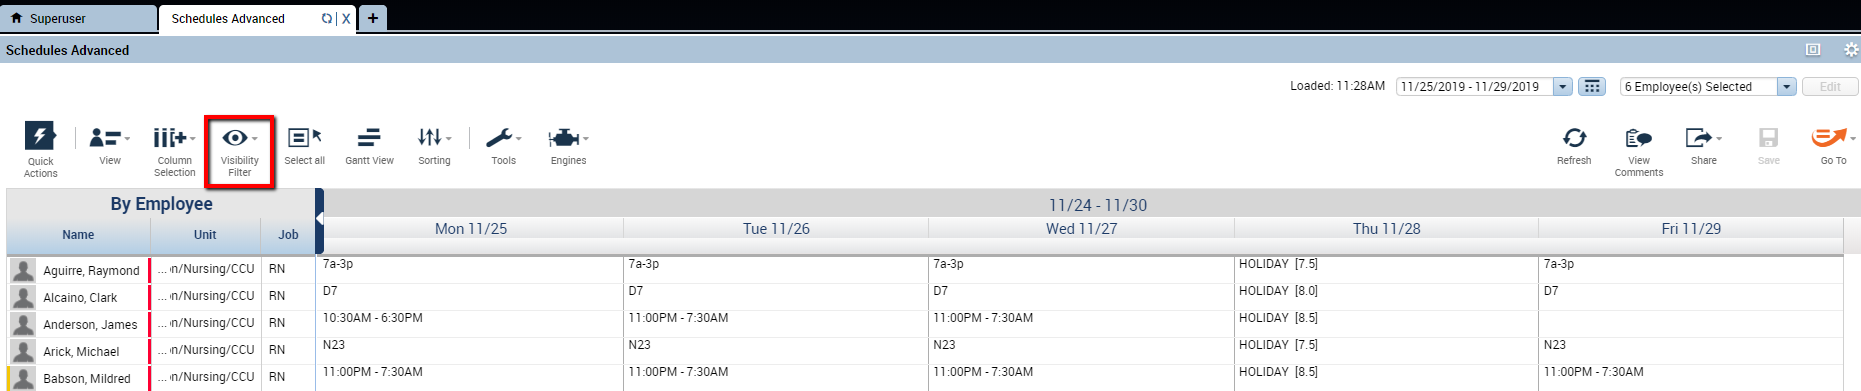 Superuser
Schedules Advanced
X
+
Schedules Advanced
Loaded: 11:28AM
11/25/2019 - 11/29/2019
6 Employee(s) Selected
Edit
Quick Actions
View
Column Selection
Visibility Filter
Select all
Gantt View
Sorting
Tools
Engines
Refresh
View Comments
Share
Save
Go To
By Employee
11/24 - 11/30
Name Unit Job Mon 11/25 Tue 11/26 Wed 11/27 Thu 11/28 Fri 11/29
Aguirre, Raymond ... on/Nursing/CCU RN 7a-3p 7a-3p 7a-3p HOLIDAY [7.5] 7a-3p
Alcaino, Clark ... on/Nursing/CCU RN D7 D7 D7 HOLIDAY [8.0] D7
Anderson, James ... on/Nursing/CCU RN 10:30AM - 6:30PM 11:00PM - 7:30AM 11:00PM - 7:30AM HOLIDAY [8.5]
Arick, Michael ... on/Nursing/CCU RN N23 N23 N23 HOLIDAY [7.5] N23
Babson, Mildred ... on/Nursing/CCU RN 11:00PM - 7:30AM 11:00PM - 7:30AM 11:00PM - 7:30AM HOLIDAY [8.5] 11:00PM - 7:30AM